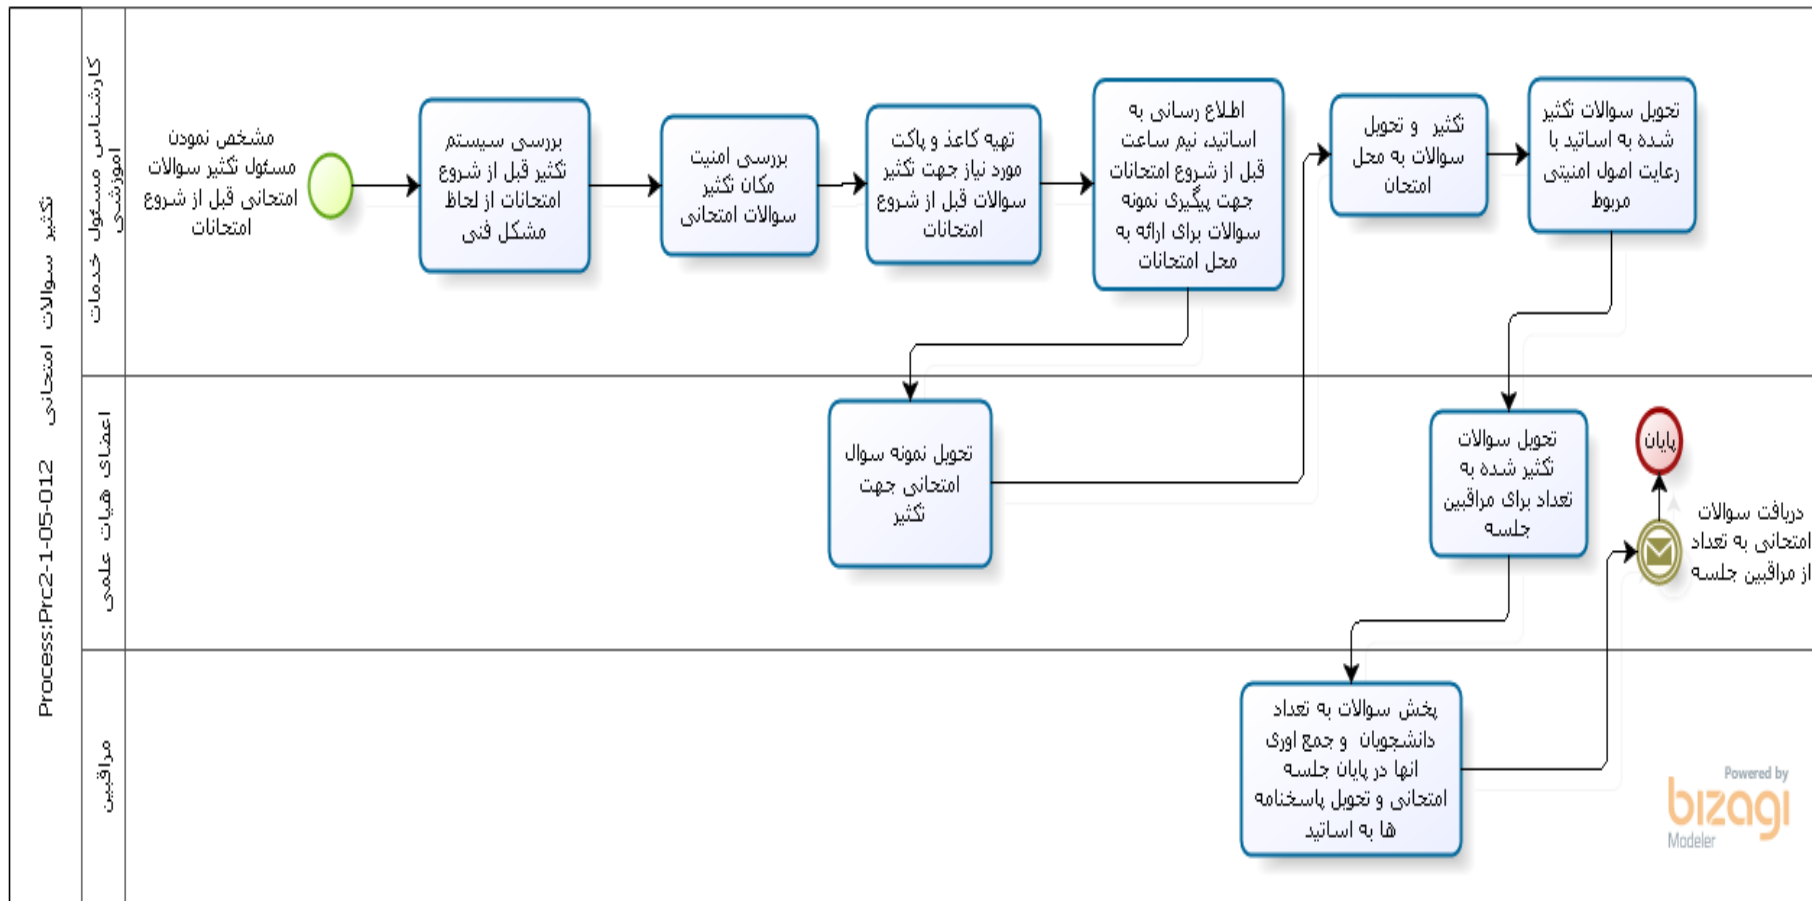 Process:Prc2-1-05-012    تکثیر سوالات امتحانی
کارشناس مسئول خدمات
اموزشی
مشخص نمودن
مسئول تکثیر سوالات
امتحانی قبل از شروع
امتحانات
بررسی سیستم
تکثیر قبل از شروع
امتحانات از لحاظ
مشکل فنی
بررسی امنیت
مکان تکثیر
سوالات امتحانی
تهیه کاغذ و پاکت
مورد نیاز جهت تکثیر
سوالات قبل از شروع
امتحانات
اطلاع رسانی به
اساتید، نیم ساعت
قبل از شروع امتحانات
جهت پیگیری نمونه
سوالات برای ارائه به
محل امتحانات
تکثیر و تحویل
سوالات به محل
امتحان
تحویل سوالات تکثیر
شده به اساتید با
رعایت اصول امنیتی
مربوط
اعضای هیات علمی
تحویل نمونه سوال
امتحانی جهت
تکثیر
تحویل سوالات
تکثیر شده به
تعداد برای مراقبین
جلسه
پایان
دریافت سوالات
امتحانی به تعداد
از مراقبین جلسه
مراقبین
پخش سوالات به تعداد
دانشجویان و جمع اوری
انها در پایان جلسه
امتحانی و تحویل پاسخنامه
ها به اساتید
Powered by
bizagi
Modeler